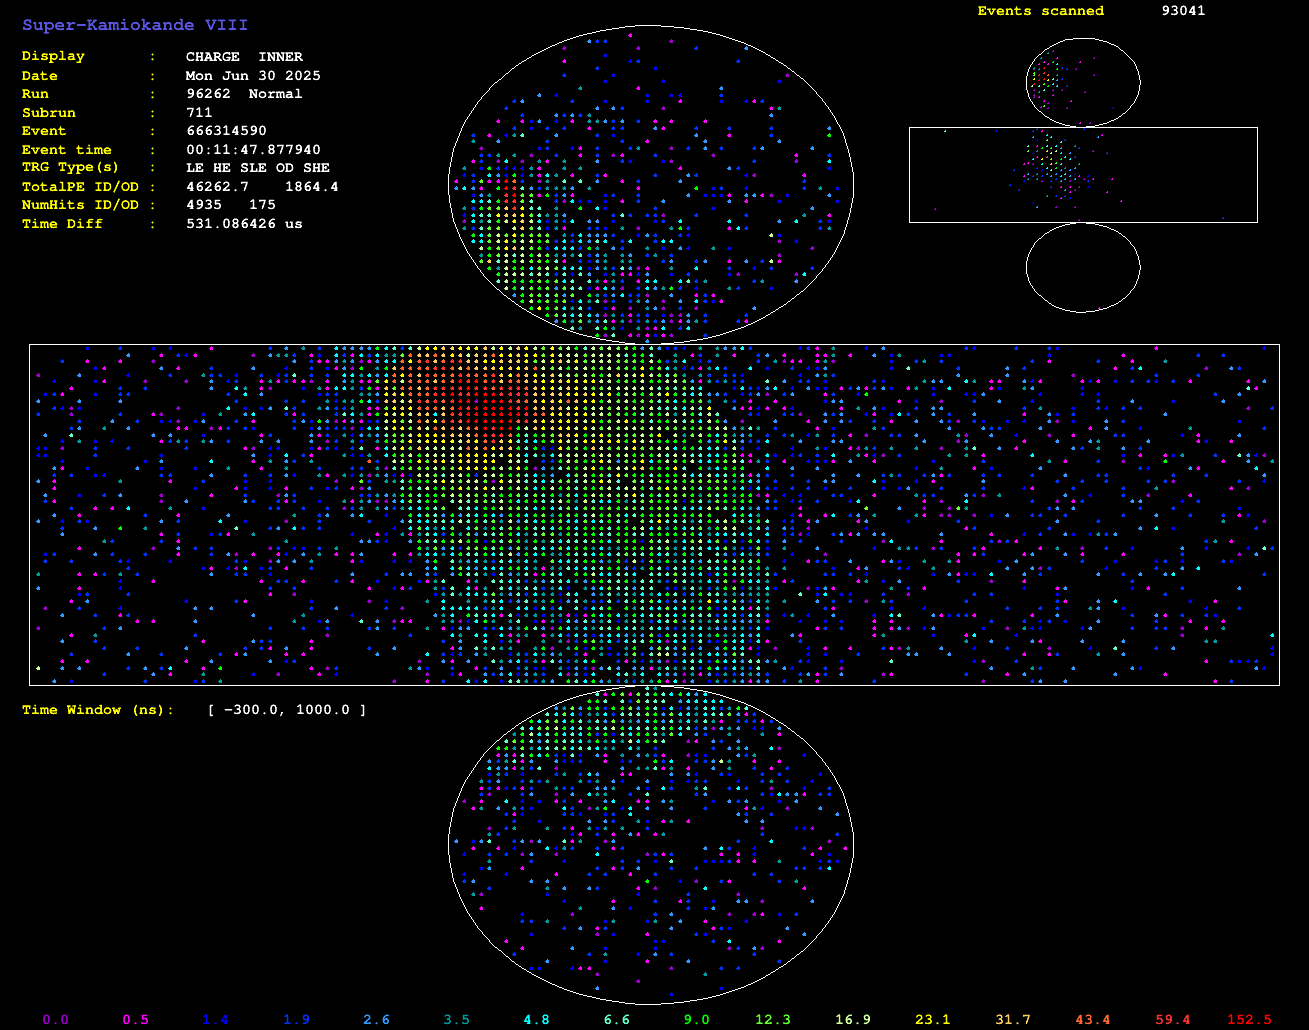 Super-Kamiokande VIII
Display : CHARGE INNER
Date : Mon Jun 30 2025
Run : 96262 Normal
Subrun : 711
Event : 666314590
Event time : 00:11:47.877940
TRG Type(s) : LE HE SLE OD SHE
TotalPE ID/OD : 46262.7 1864.4
NumHits ID/OD : 4935 175
Time Diff : 531.086426 us
Events scanned 93041
Time Window (ns): [ -300.0, 1000.0 ]
0.0 0.5 1.4 1.9 2.6 3.5 4.8 6.6 9.0 12.3 16.9 23.1 31.7 43.4 59.4 152.5